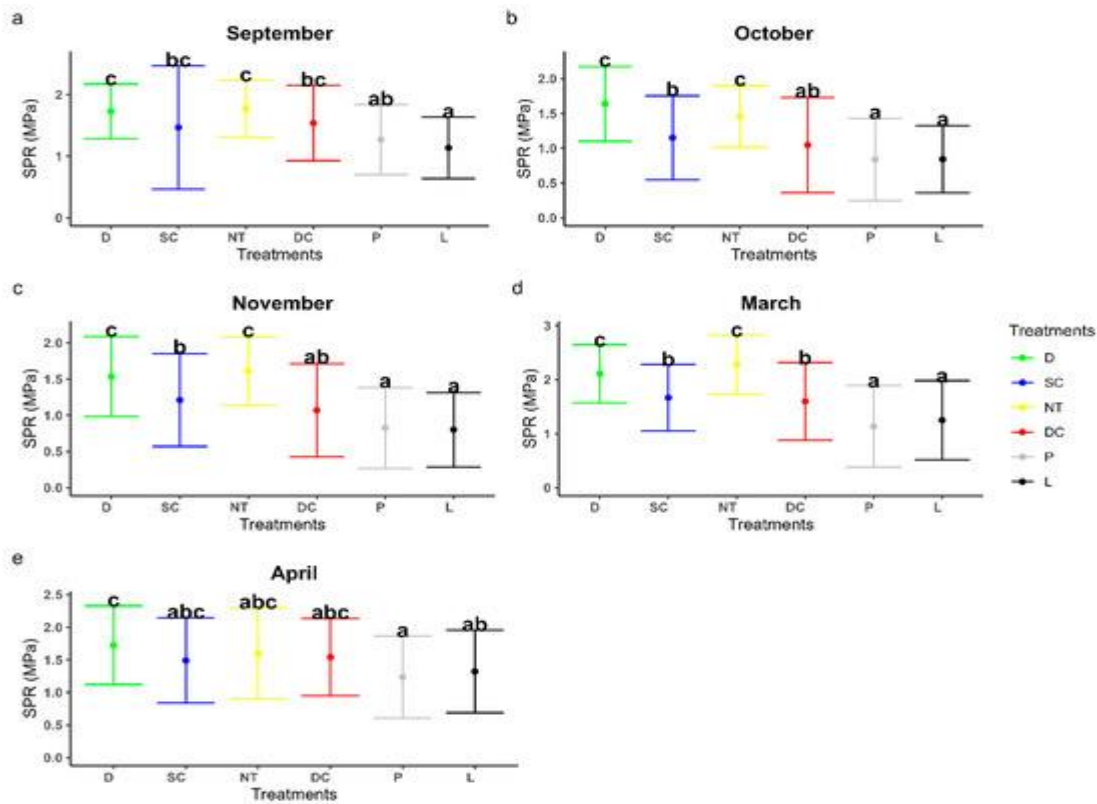 a
September
c bc c bc ab a
2
1
0
SPR (MPa)
D SC NT DC P L
Treatments
b
October
c b c ab a a
2.0
1.5
1.0
0.5
0.0
SPR (MPa)
D SC NT DC P L
Treatments
c
November
c b c ab a a
2.0
1.5
1.0
0.5
0.0
SPR (MPa)
D SC NT DC P L
Treatments
d
March
c b c b a a
3
2
1
0
SPR (MPa)
D SC NT DC P L
Treatments
Treatments
D
SC
NT
DC
P
L
e
April
c abc abc abc a ab
2.5
2.0
1.5
1.0
0.5
0.0
SPR (MPa)
D SC NT DC P L
Treatments